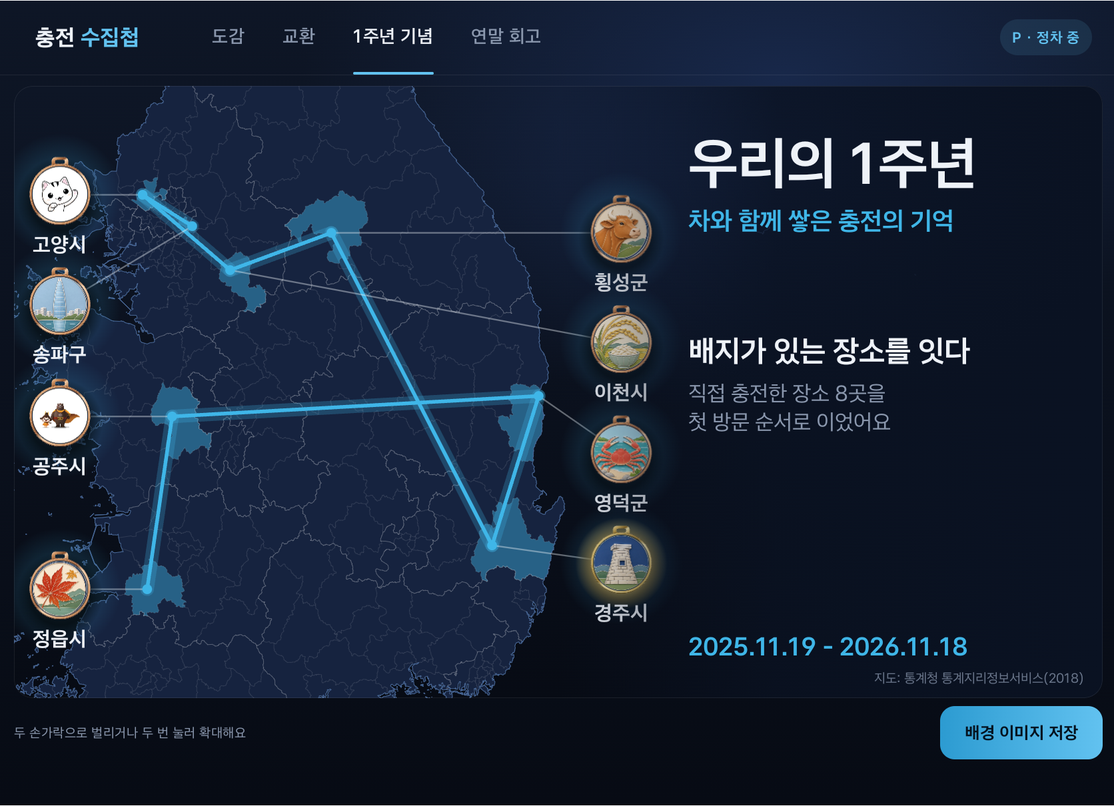 충전 수집첩
도감
교환
1주년 기념
연말 회고
P · 정차 중
고양시
송파구
공주시
정읍시
횡성군
이천시
영덕군
경주시
우리의 1주년
차와 함께 쌓은 충전의 기억
배지가 있는 장소를 잇다
직접 충전한 장소 8곳을
첫 방문 순서로 이었어요
2025.11.19 - 2026.11.18
지도: 통계청 통계지리정보서비스(2018)
두 손가락으로 벌리거나 두 번 눌러 확대해요
배경 이미지 저장